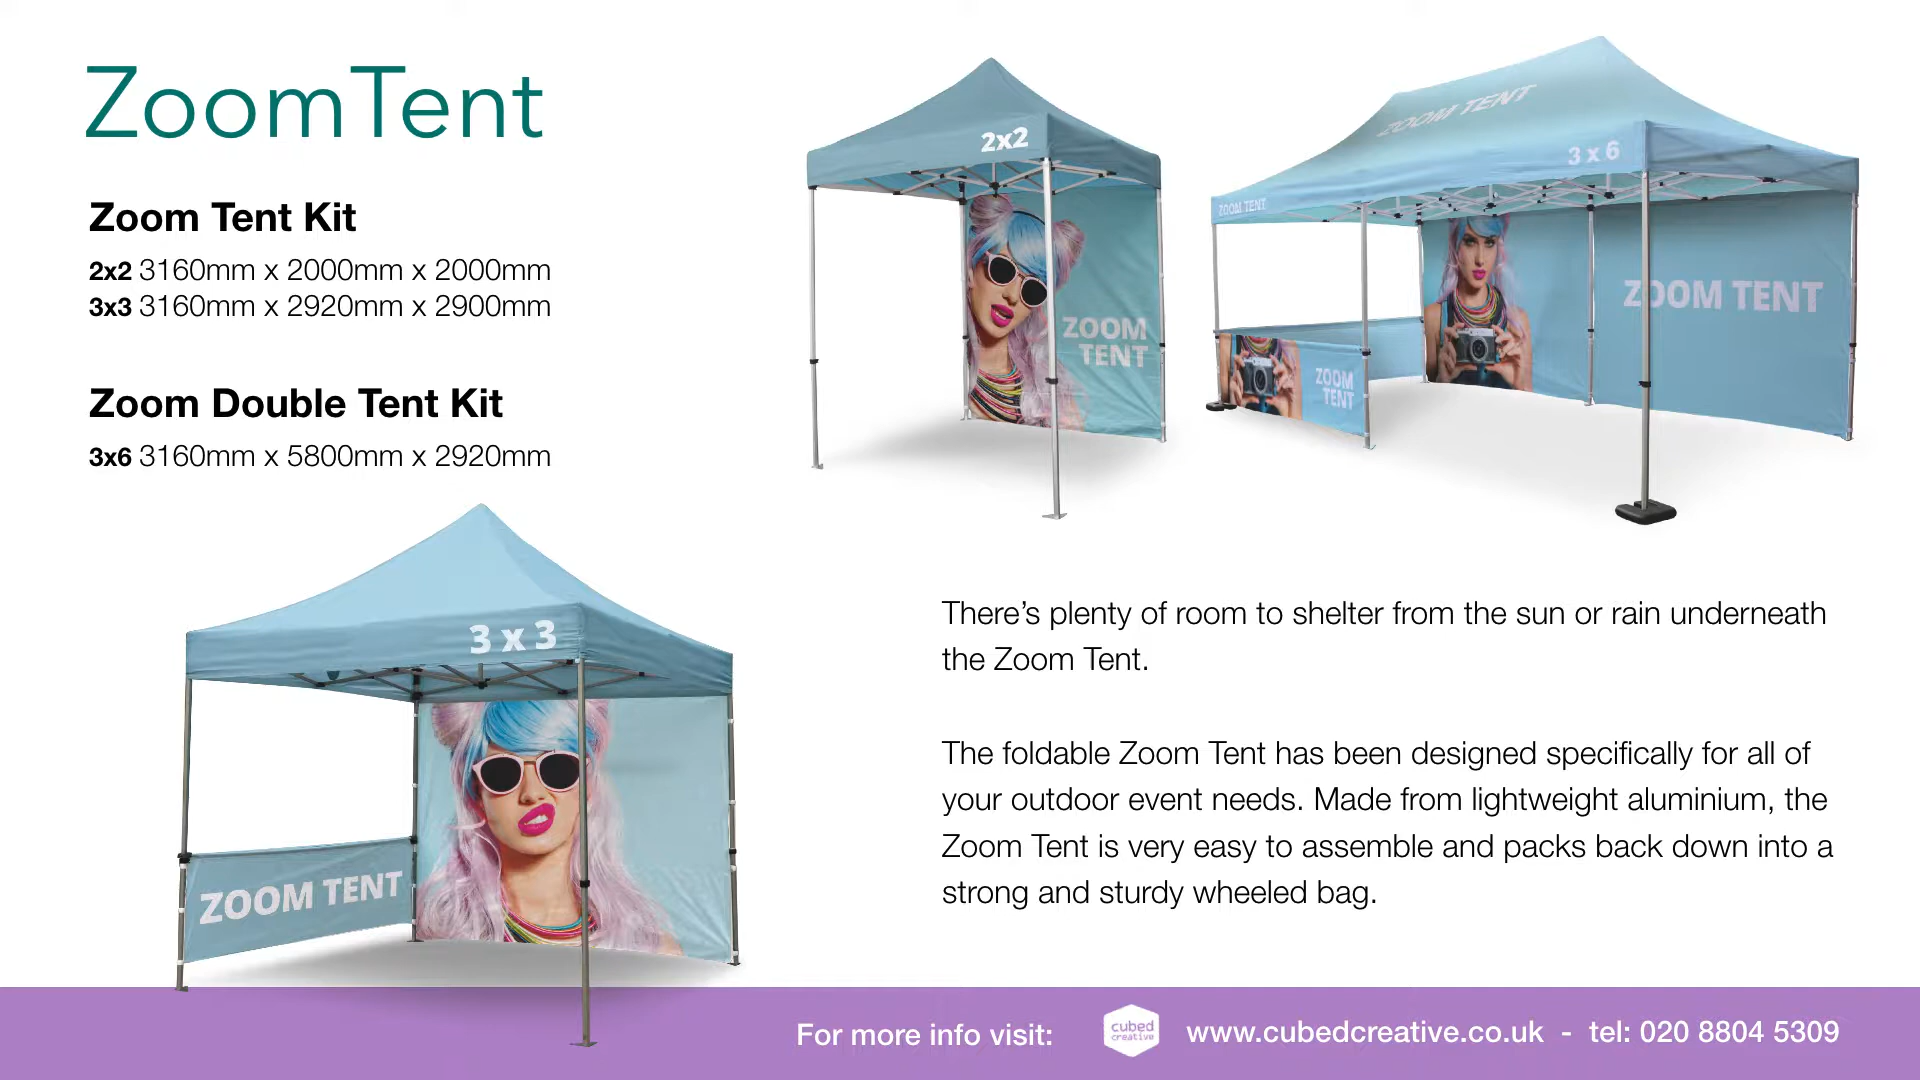 ZoomTent
Zoom Tent Kit
2x2 3160mm x 2000mm x 2000mm
3x3 3160mm x 2920mm x 2900mm
Zoom Double Tent Kit
3x6 3160mm x 5800mm x 2920mm
2x2
ZOOM
TENT
ZOOM TENT
3 x 6
ZOOM TENT
ZOOM TENT
ZOOM
TENT
3 x 3
ZOOM TENT
There’s plenty of room to shelter from the sun or rain underneath
the Zoom Tent.
The foldable Zoom Tent has been designed specifically for all of
your outdoor event needs. Made from lightweight aluminium, the
Zoom Tent is very easy to assemble and packs back down into a
strong and sturdy wheeled bag.
For more info visit:
cubed
creative
www.cubedcreative.co.uk - tel: 020 8804 5309